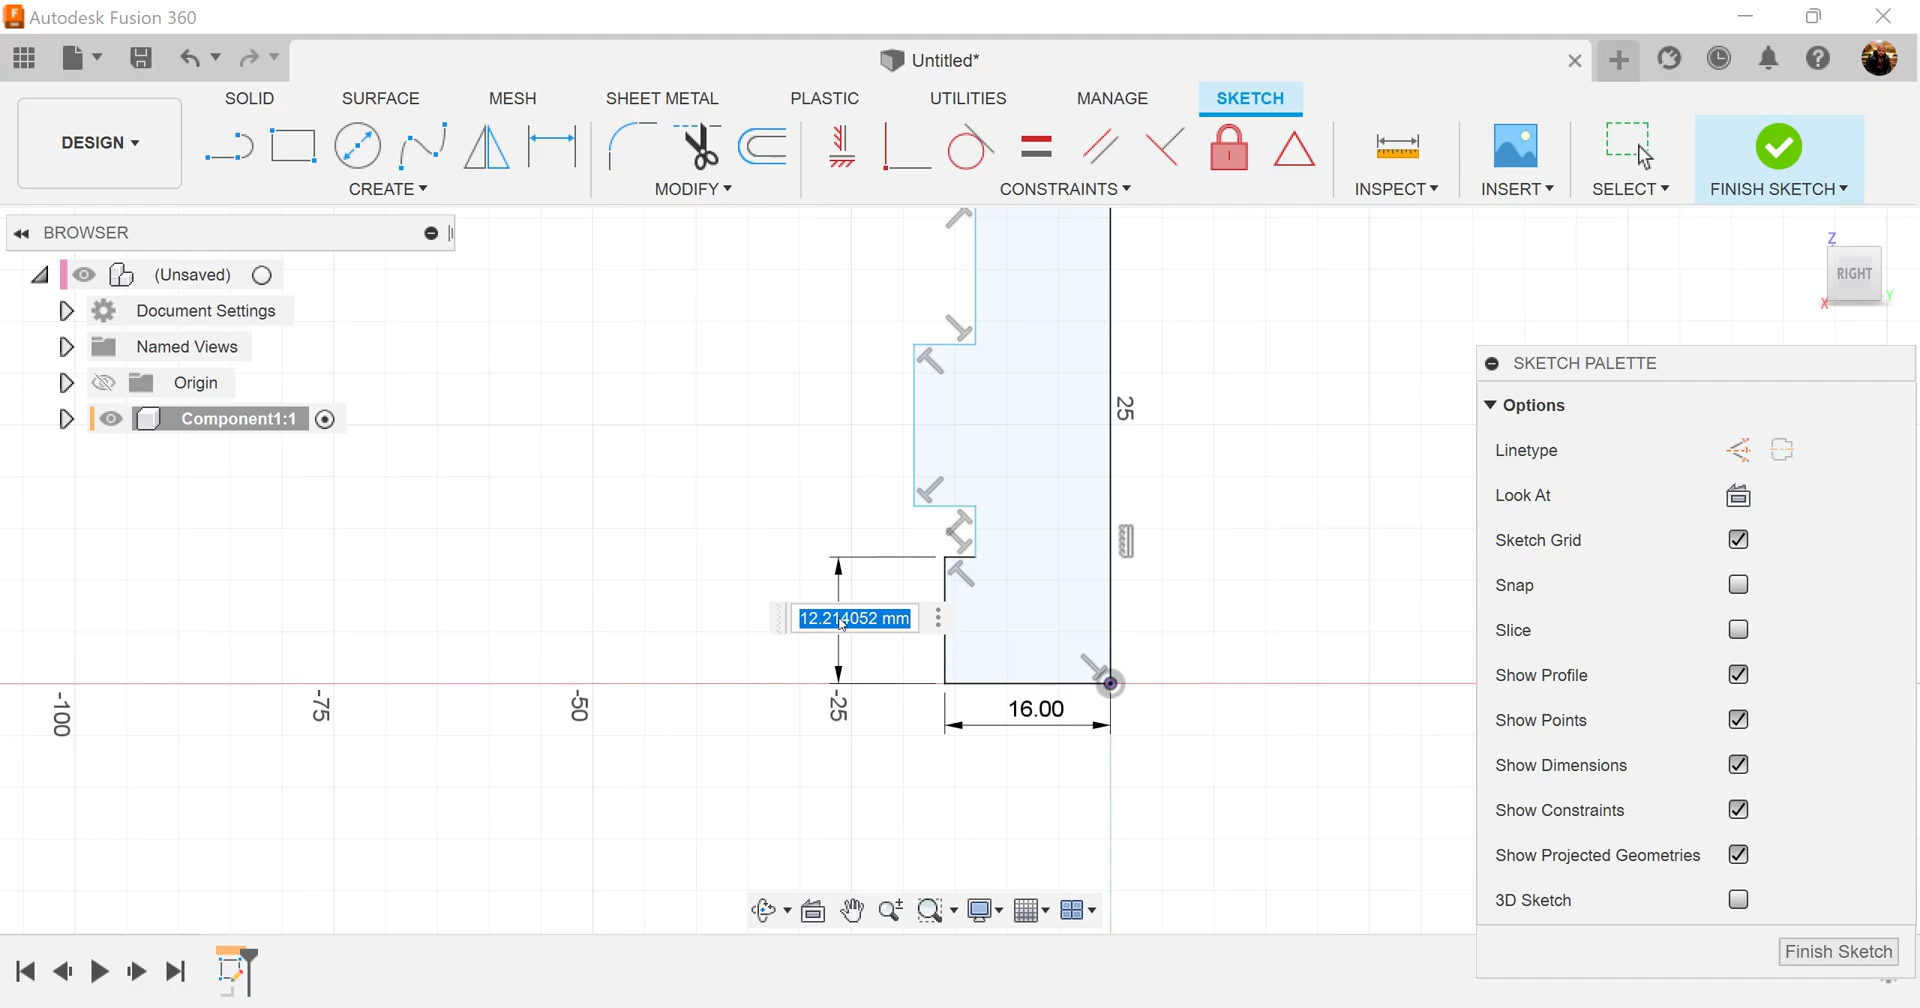 Autodesk Fusion 360
Untitled*
SOLID SURFACE MESH SHEET METAL PLASTIC UTILITIES MANAGE SKETCH
DESIGN ▾
CREATE ▾ MODIFY ▾ CONSTRAINTS ▾ INSPECT ▾ INSERT ▾ SELECT ▾ FINISH SKETCH ▾
BROWSER
(Unsaved)
Document Settings
Named Views
Origin
Component1:1
Z
RIGHT
X Y
25
12.214052 mm
-100 -75 -50 -25
16.00
SKETCH PALETTE
Options
Linetype
Look At
Sketch Grid
Snap
Slice
Show Profile
Show Points
Show Dimensions
Show Constraints
Show Projected Geometries
3D Sketch
Finish Sketch